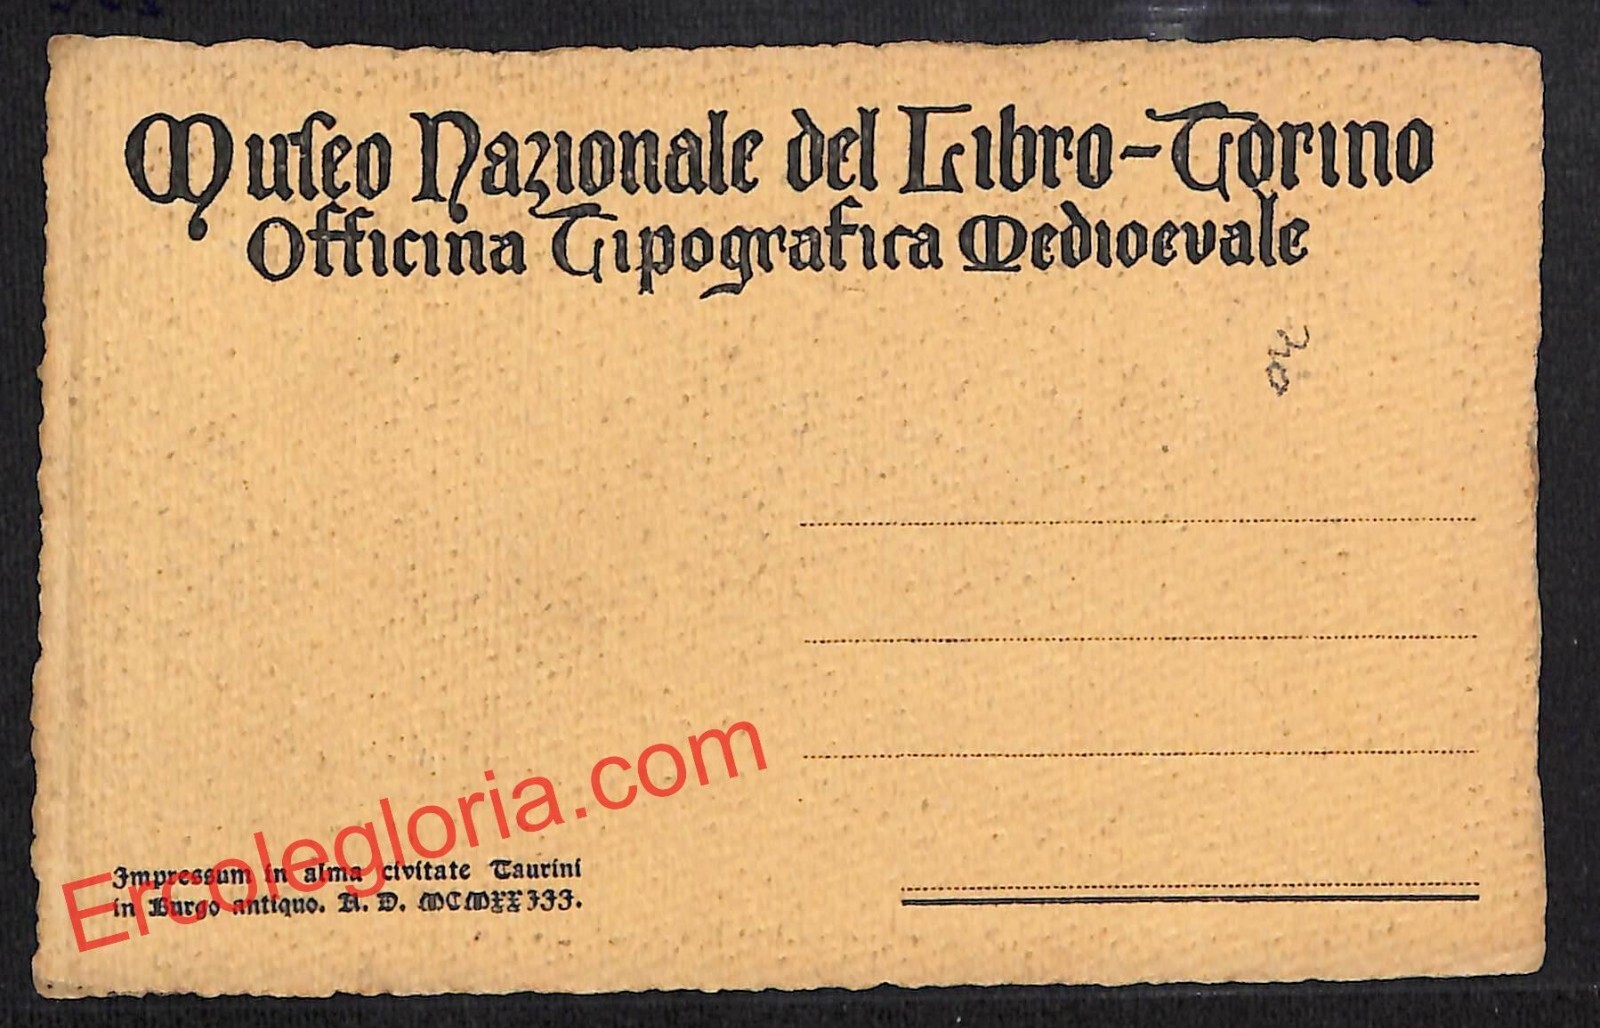 Muſeo Nazionale del Libro-Torino
Officina Tipografica Medioevale
Ercolegloria.com
Impressum in alma civitate Taurini
in Burgo antiquo. A. D. MCMXXIII.